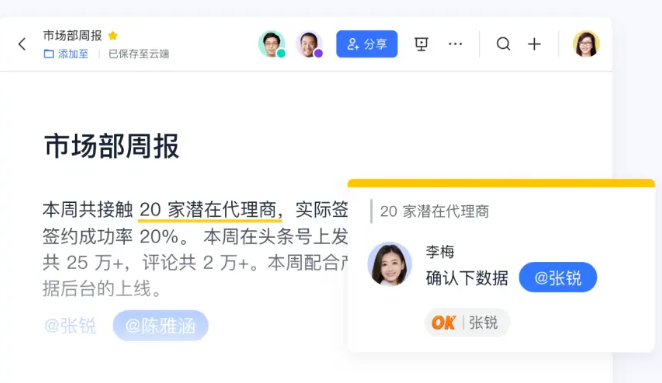 市场部周报
添加至 | 已保存至云端
分享
市场部周报
本周共接触 20 家潜在代理商，实际签
签约成功率 20%。 本周在头条号上发
共 25 万+，评论共 2 万+。本周配合产
据后台的上线。
@张锐 @陈雅涵
20 家潜在代理商
李梅
确认下数据 @张锐
OK | 张锐